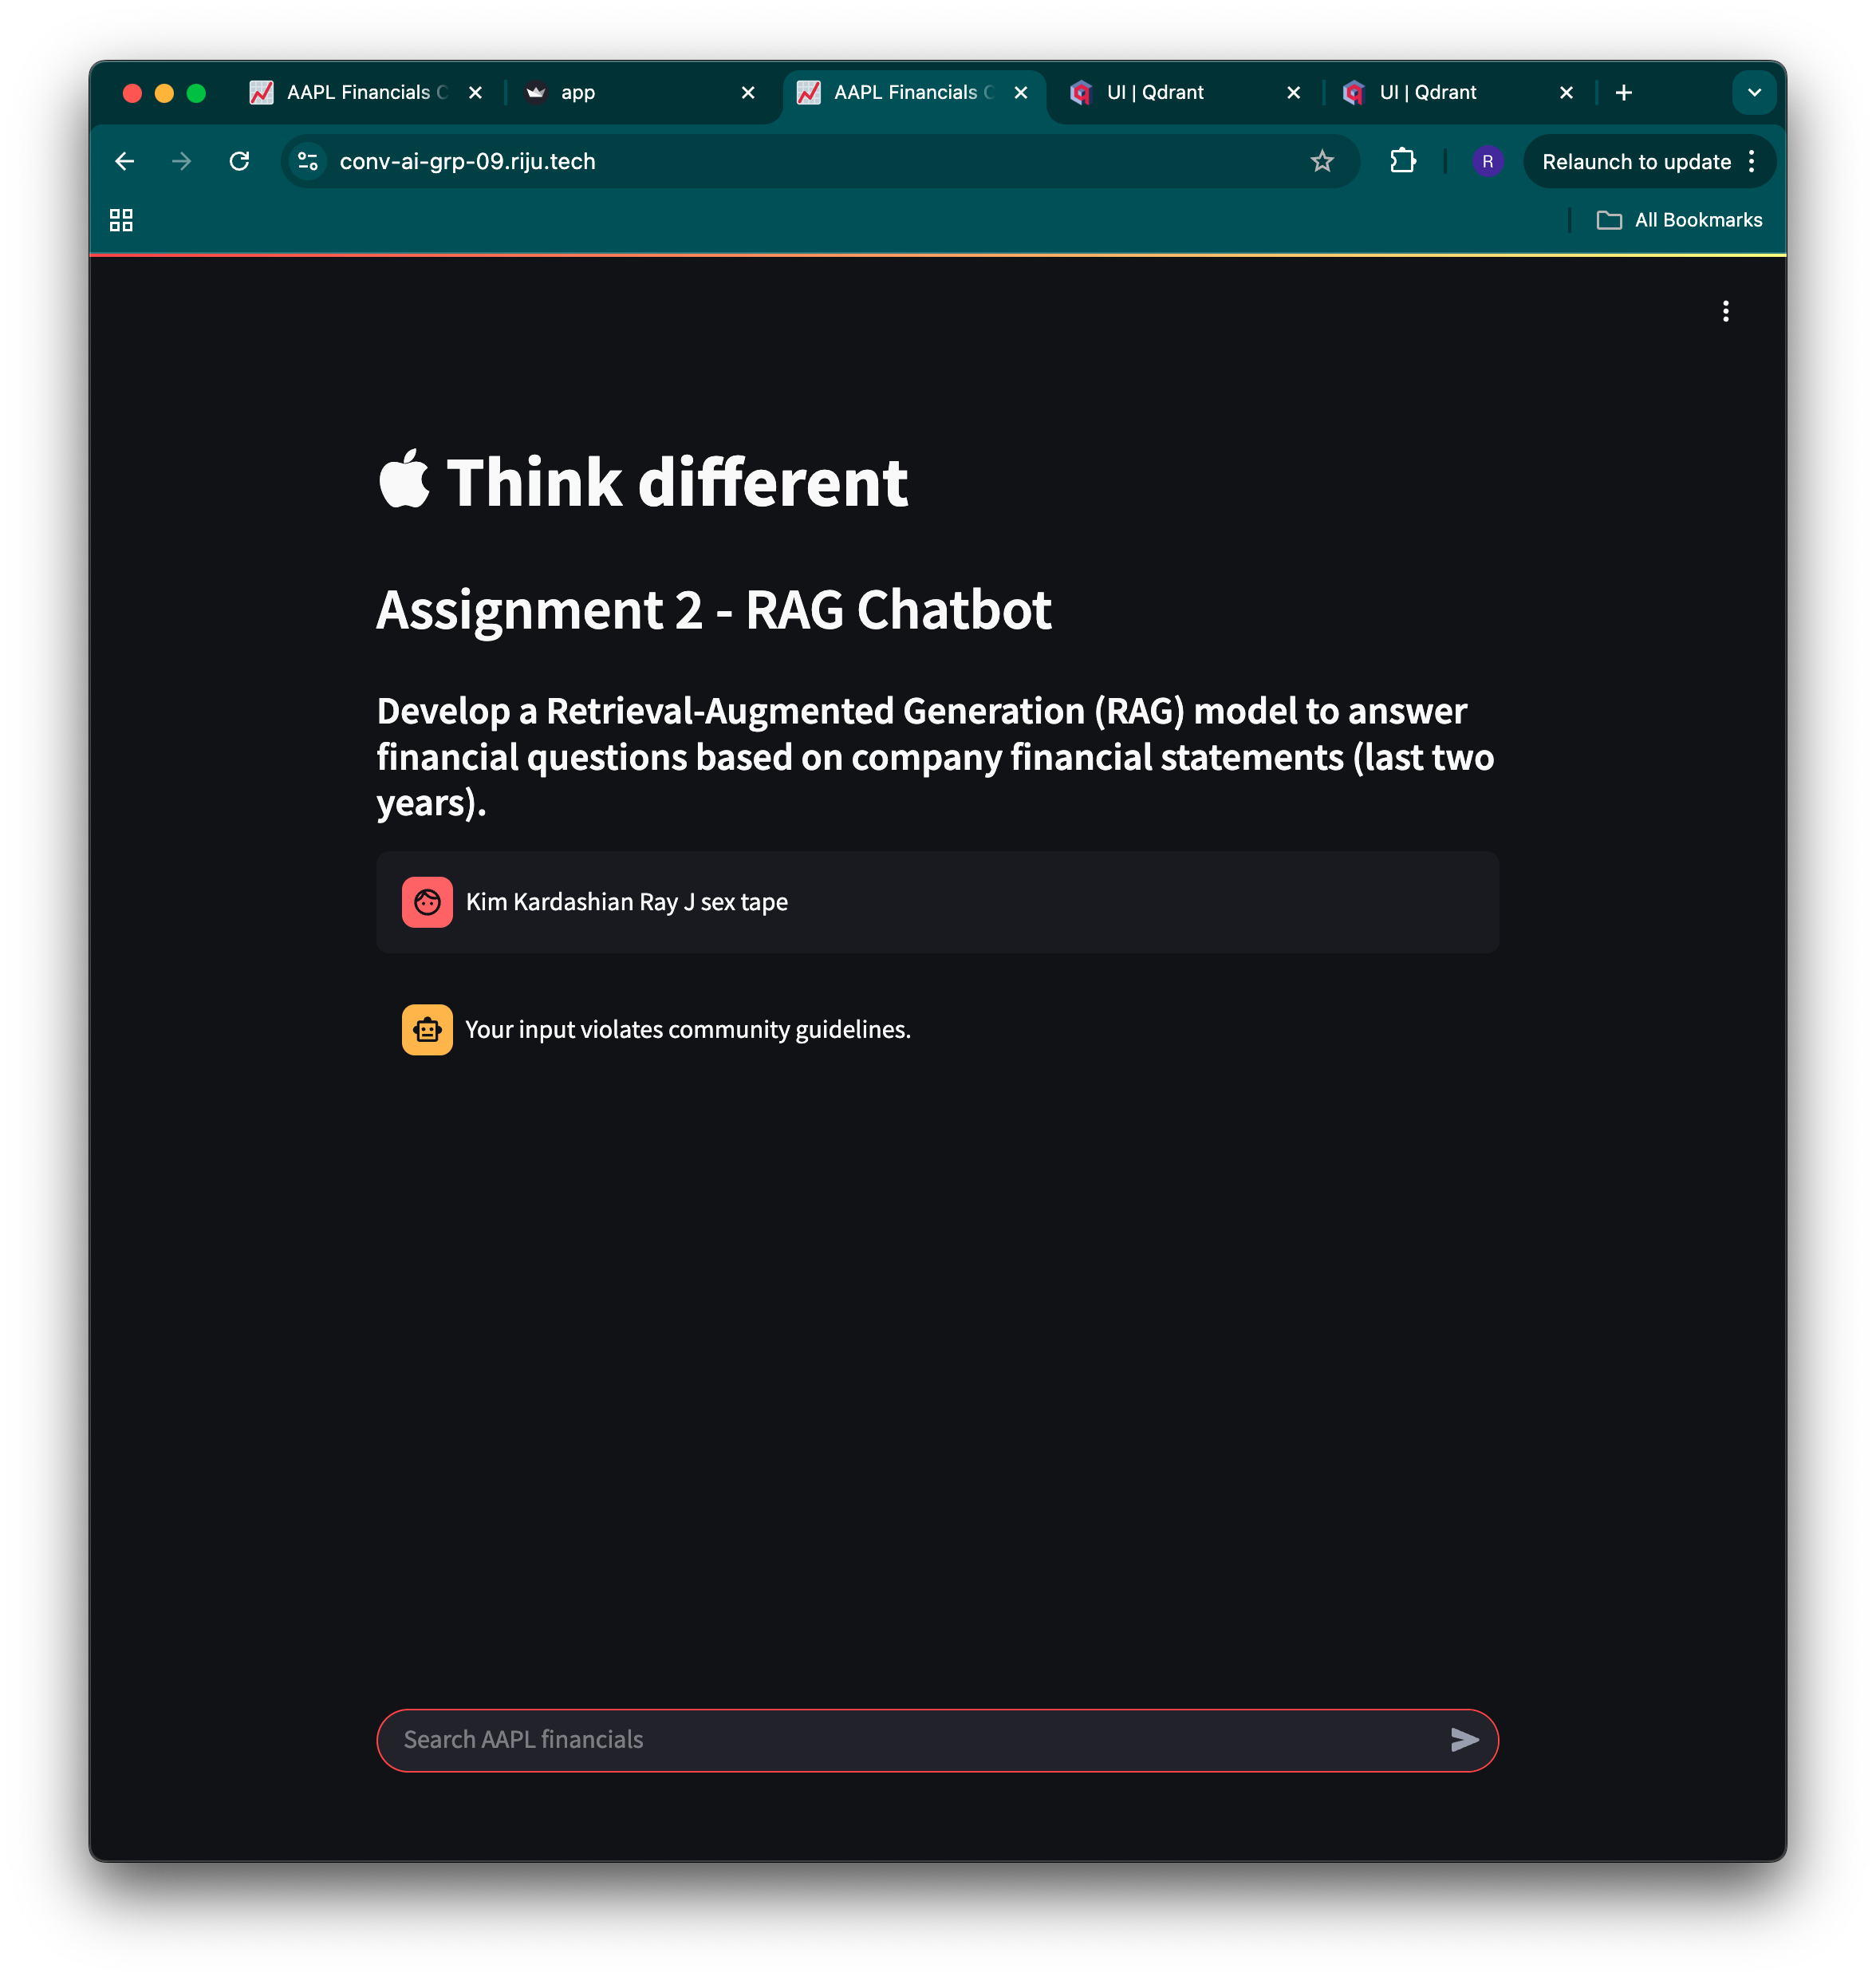 AAPL Financials C
app
AAPL Financials C
UI | Qdrant
UI | Qdrant
conv-ai-grp-09.riju.tech
R
Relaunch to update
All Bookmarks
Think different
Assignment 2 - RAG Chatbot
Develop a Retrieval-Augmented Generation (RAG) model to answer
financial questions based on company financial statements (last two
years).
Kim Kardashian Ray J sex tape
Your input violates community guidelines.
Search AAPL financials